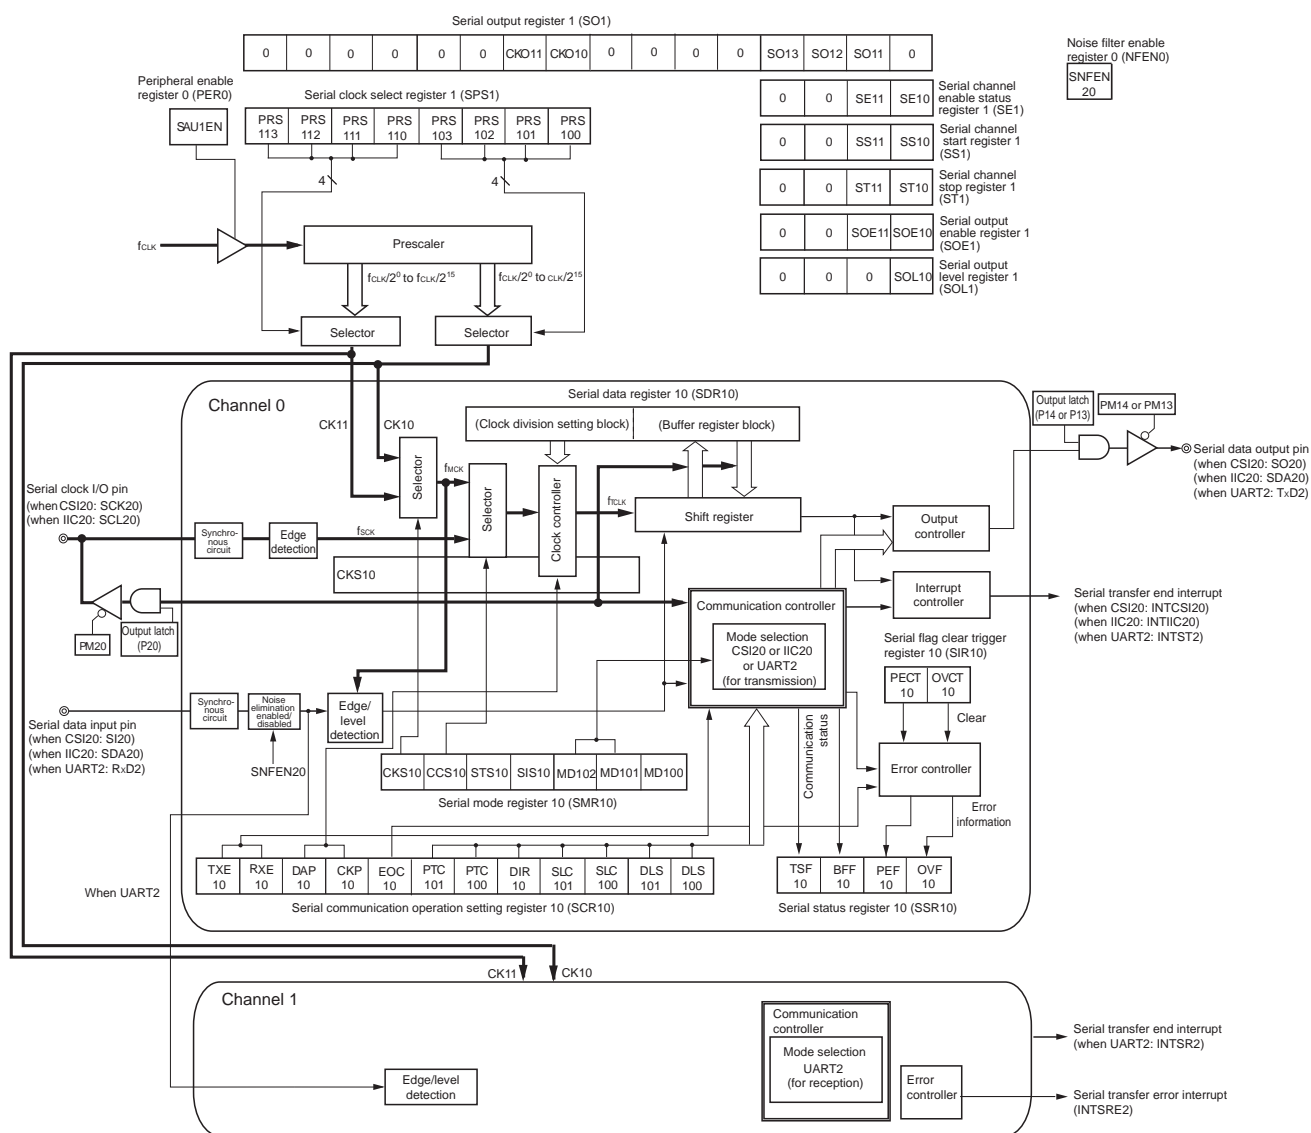 Serial output register 1 (SO1)
0 0 0 0 0 0 CKO11 CKO10 0 0 0 0 SO13 SO12 SO11 0
Noise filter enable
register 0 (NFEN0)
SNFEN
20
Peripheral enable
register 0 (PER0)
SAU1EN
Serial clock select register 1 (SPS1)
PRS PRS PRS PRS PRS PRS PRS PRS
113 112 111 110 103 102 101 100
4 4
0 0 SE11 SE10
Serial channel
enable status
register 1 (SE1)
0 0 SS11 SS10
Serial channel
start register 1
(SS1)
0 0 ST11 ST10
Serial channel
stop register 1
(ST1)
0 0 SOE11 SOE10
Serial output
enable register 1
(SOE1)
0 0 0 SOL10
Serial output
level register 1
(SOL1)
fCLK
Prescaler
fCLK/2⁰ to fCLK/2¹⁵
fCLK/2⁰ to CLK/2¹⁵
Selector
Selector
Channel 0
CK11
CK10
Serial data register 10 (SDR10)
(Clock division setting block)
(Buffer register block)
Output latch
(P14 or P13)
PM14 or PM13
Serial data output pin
(when CSI20: SO20)
(when IIC20: SDA20)
(when UART2: TxD2)
Selector
fMCK
Selector
Clock controller
fTCLK
Shift register
Output
controller
Serial clock I/O pin
(when CSI20: SCK20)
(when IIC20: SCL20)
Synchro-
nous
circuit
Edge
detection
fSCK
CKS10
PM20
Output latch
(P20)
Communication controller
Mode selection
CSI20 or IIC20
or UART2
(for transmission)
Interrupt
controller
Serial transfer end interrupt
(when CSI20: INTCSI20)
(when IIC20: INTIIC20)
(when UART2: INTST2)
Serial flag clear trigger
register 10 (SIR10)
PECT OVCT
10 10
Clear
Synchro-
nous
circuit
Noise
elimination
enabled/
disabled
Edge/
level
detection
Serial data input pin
(when CSI20: SI20)
(when IIC20: SDA20)
(when UART2: RxD2)
SNFEN20
CKS10 CCS10 STS10 SIS10 MD102 MD101 MD100
Serial mode register 10 (SMR10)
Communication
status
Error controller
Error
information
When UART2
TXE RXE DAP CKP EOC PTC PTC DIR SLC SLC DLS DLS
10 10 10 10 10 101 100 10 101 100 101 100
Serial communication operation setting register 10 (SCR10)
TSF BFF PEF OVF
10 10 10 10
Serial status register 10 (SSR10)
CK11
CK10
Channel 1
Communication
controller
Mode selection
UART2
(for reception)
Edge/level
detection
Error
controller
Serial transfer end interrupt
(when UART2: INTSR2)
Serial transfer error interrupt
(INTSRE2)